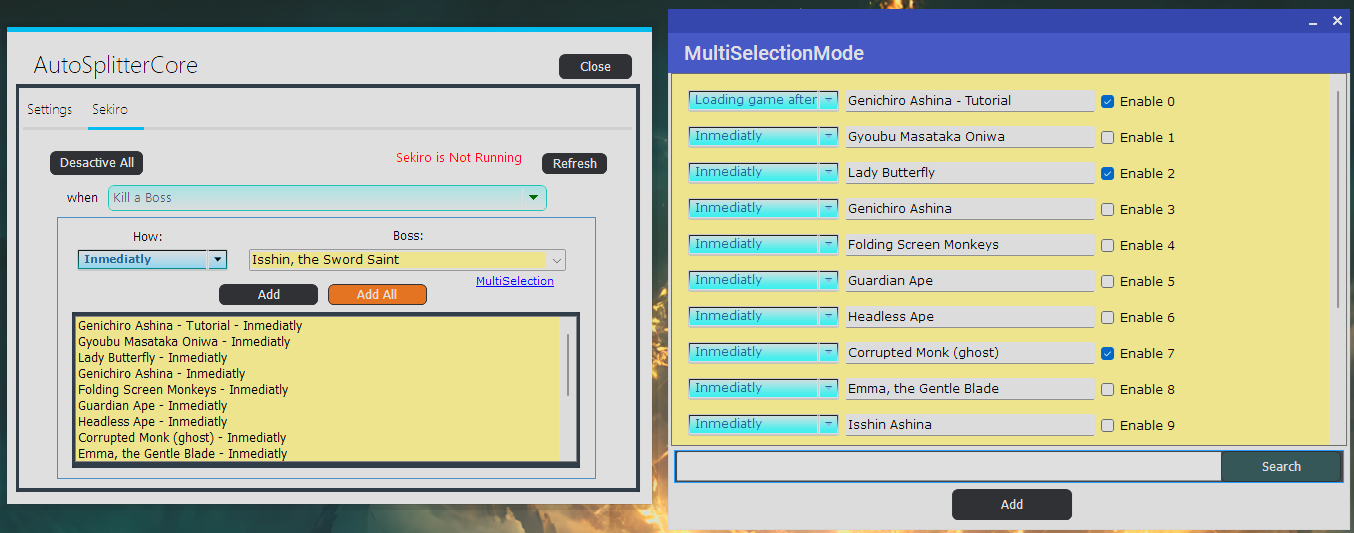 AutoSplitterCore
Close
Settings
Sekiro
Desactive All
Sekiro is Not Running
Refresh
when
Kill a Boss
How:
Boss:
Inmediatly
Isshin, the Sword Saint
MultiSelection
Add
Add All
Genichiro Ashina - Tutorial - Inmediatly
Gyoubu Masataka Oniwa - Inmediatly
Lady Butterfly - Inmediatly
Genichiro Ashina - Inmediatly
Folding Screen Monkeys - Inmediatly
Guardian Ape - Inmediatly
Headless Ape - Inmediatly
Corrupted Monk (ghost) - Inmediatly
Emma, the Gentle Blade - Inmediatly
MultiSelectionMode
Loading game after
Genichiro Ashina - Tutorial
Enable 0
Inmediatly
Gyoubu Masataka Oniwa
Enable 1
Inmediatly
Lady Butterfly
Enable 2
Inmediatly
Genichiro Ashina
Enable 3
Inmediatly
Folding Screen Monkeys
Enable 4
Inmediatly
Guardian Ape
Enable 5
Inmediatly
Headless Ape
Enable 6
Inmediatly
Corrupted Monk (ghost)
Enable 7
Inmediatly
Emma, the Gentle Blade
Enable 8
Inmediatly
Isshin Ashina
Enable 9
Search
Add